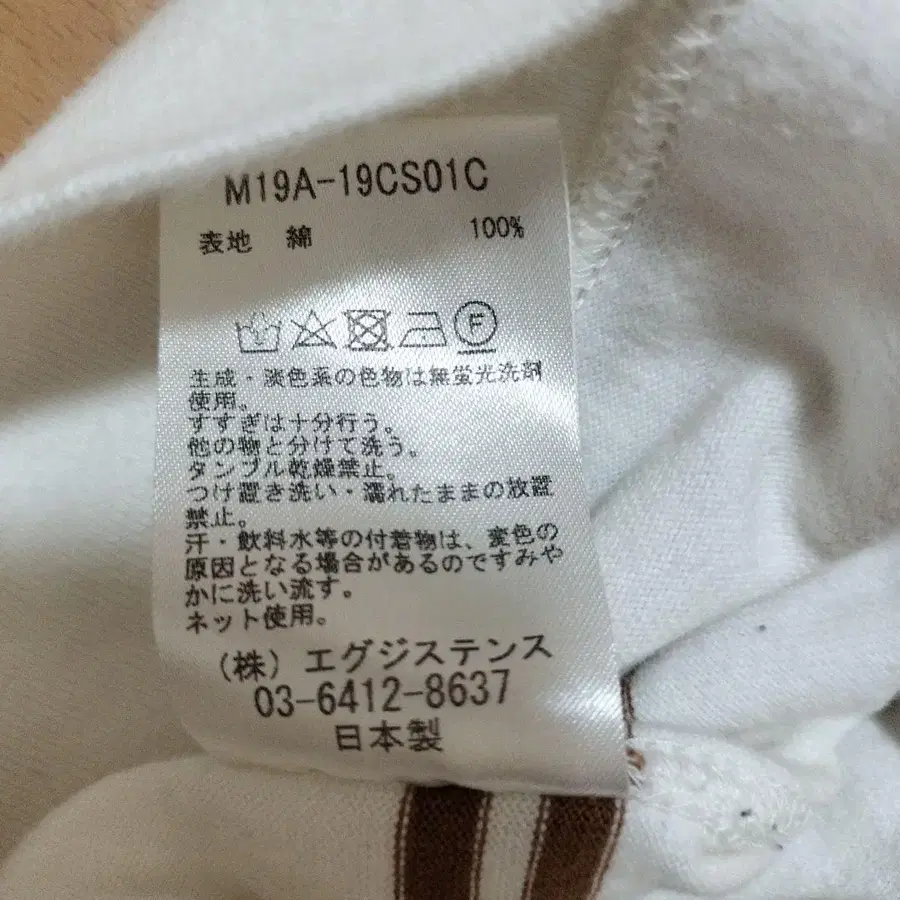 M19A-19CS01C
表地 綿 100%
F
生成・淡色系の色物は無蛍光洗剤
使用。
すすぎは十分行う。
他の物と分けて洗う。
タンブル乾燥禁止。
つけ置き洗い・濡れたままの放置
禁止。
汗・飲料水等の付着物は、変色の
原因となる場合があるのですみや
かに洗い流す。
ネット使用。
(株)エグジステンス
03-6412-8637
日本製